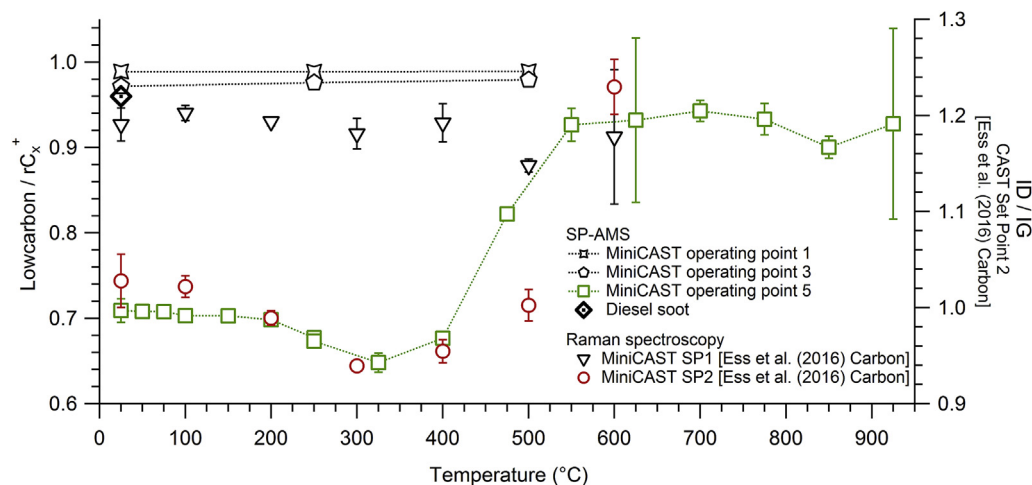 1.0
0.9
0.8
0.7
0.6
Lowcarbon / rCx+
0
100
200
300
400
500
600
700
800
900
Temperature (°C)
1.3
1.2
1.1
1.0
0.9
ID / IG
CAST Set Point 2
[Ess et al. (2016) Carbon]
SP-AMS
MiniCAST operating point 1
MiniCAST operating point 3
MiniCAST operating point 5
Diesel soot
Raman spectroscopy
MiniCAST SP1 [Ess et al. (2016) Carbon]
MiniCAST SP2 [Ess et al. (2016) Carbon]